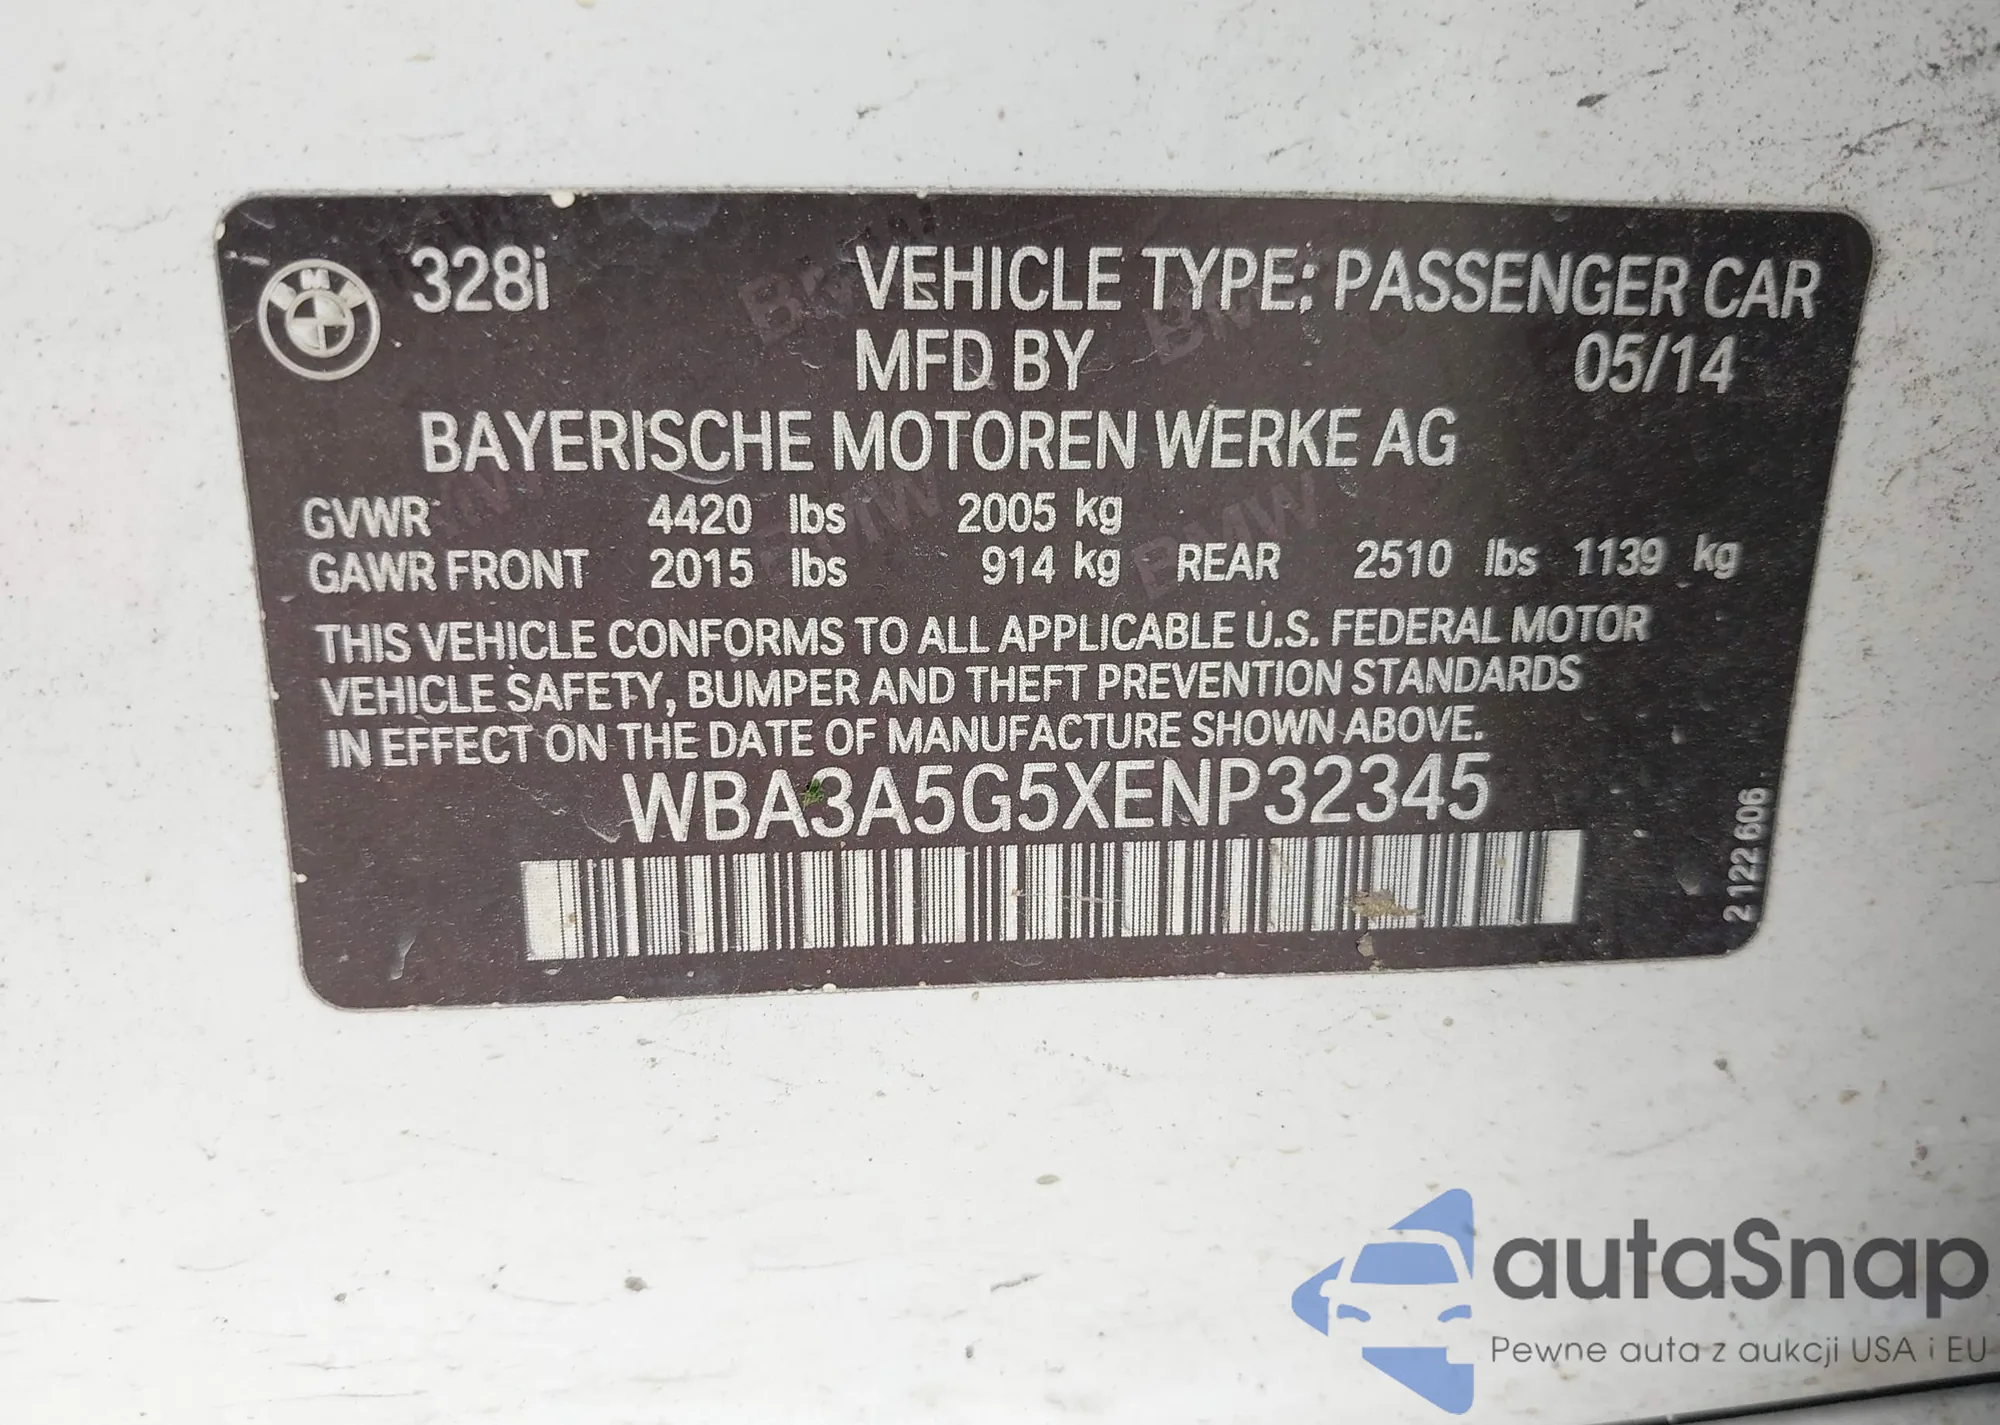 328i VEHICLE TYPE: PASSENGER CAR
MFD BY 05/14
BAYERISCHE MOTOREN WERKE AG
GVWR 4420 lbs 2005 kg
GAWR FRONT 2015 lbs 914 kg REAR 2510 lbs 1139 kg
THIS VEHICLE CONFORMS TO ALL APPLICABLE U.S. FEDERAL MOTOR
VEHICLE SAFETY, BUMPER AND THEFT PREVENTION STANDARDS
IN EFFECT ON THE DATE OF MANUFACTURE SHOWN ABOVE.
WBA3A5G5XENP32345
2 122 606.
autaSnap
Pewne auta z aukcji USA i EU